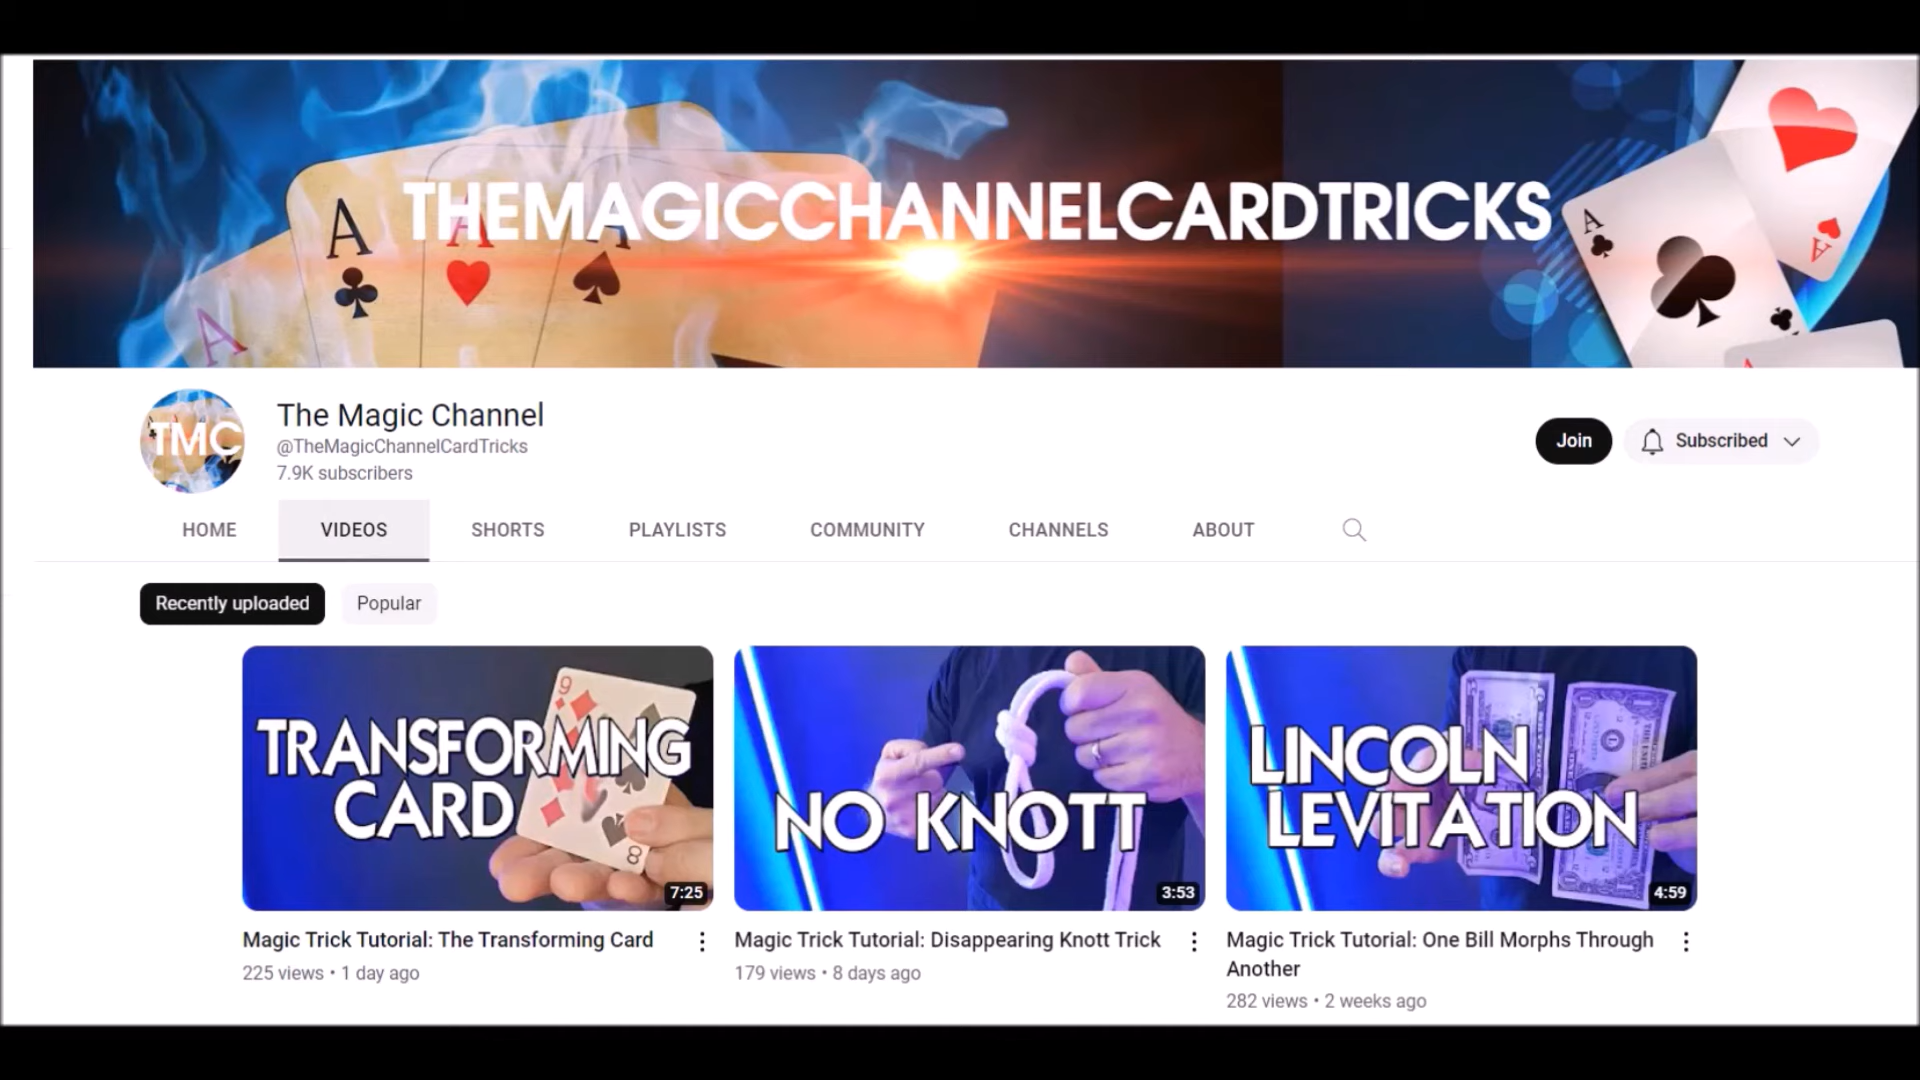 THEMAGICCHANNELCARDTRICKS
A
A
A
A
A
A
TMC
The Magic Channel
@TheMagicChannelCardTricks
7.9K subscribers
Join
Subscribed
HOME
VIDEOS
SHORTS
PLAYLISTS
COMMUNITY
CHANNELS
ABOUT
Recently uploaded
Popular
9
TRANSFORMING
CARD
8
7:25
NO KNOTT
3:53
LINCOLN
LEVITATION
4:59
Magic Trick Tutorial: The Transforming Card
225 views • 1 day ago
Magic Trick Tutorial: Disappearing Knott Trick
179 views • 8 days ago
Magic Trick Tutorial: One Bill Morphs Through
Another
282 views • 2 weeks ago